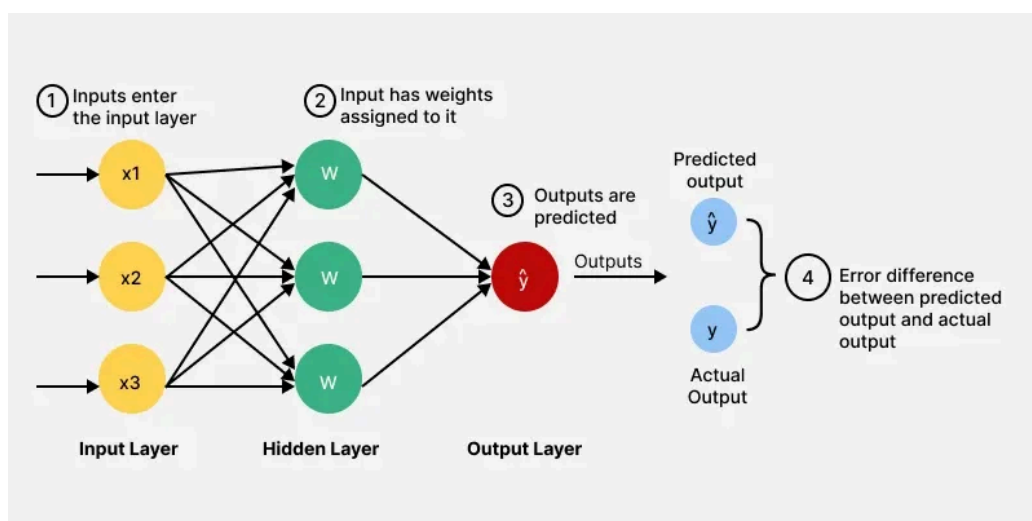 1 Inputs enter
the input layer
2 Input has weights
assigned to it
x1
x2
x3
W
W
W
3 Outputs are
predicted
ŷ
Outputs
Predicted
output
ŷ
y
Actual
Output
4 Error difference
between predicted
output and actual
output
Input Layer
Hidden Layer
Output Layer